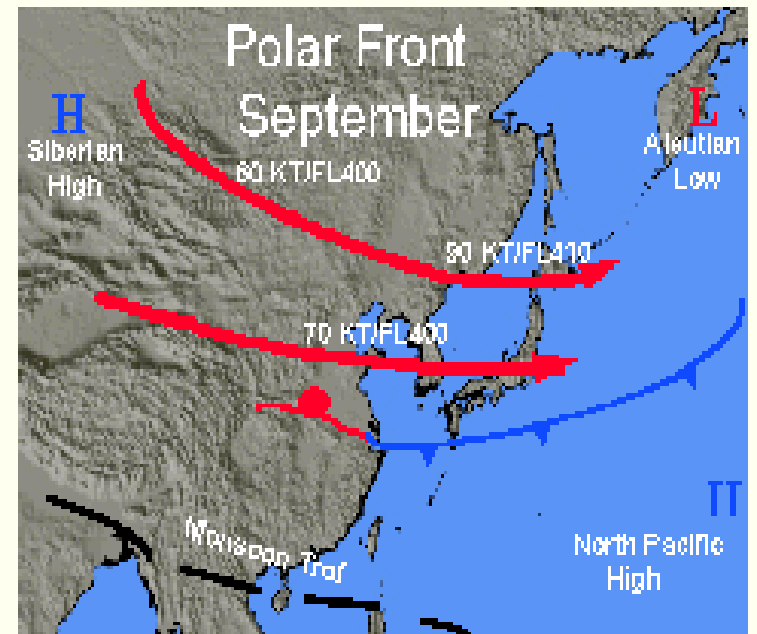 Polar Front
September
H
Siberian
High
L
Aleutian
Low
60 KT/FL400
90 KT/FL410
70 KT/FL400
Monsoon Trof
H
North Pacific
High